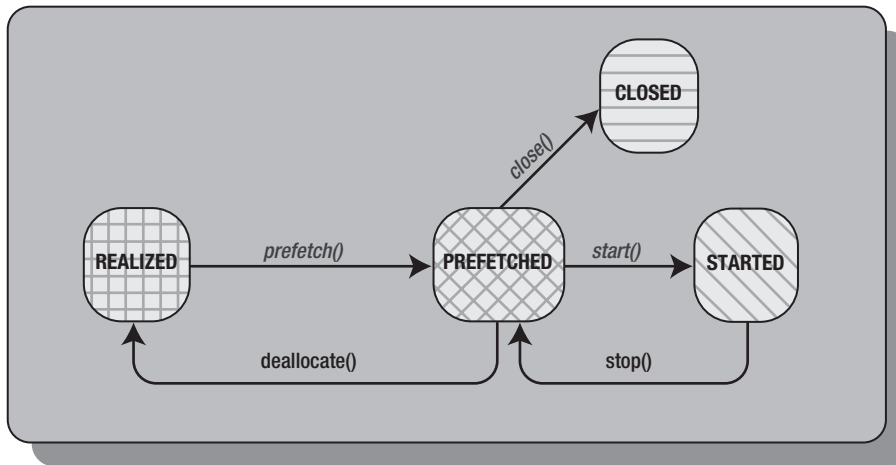 CLOSED
close()
REALIZED
prefetch()
PREFETCHED
start()
STARTED
deallocate()
stop()